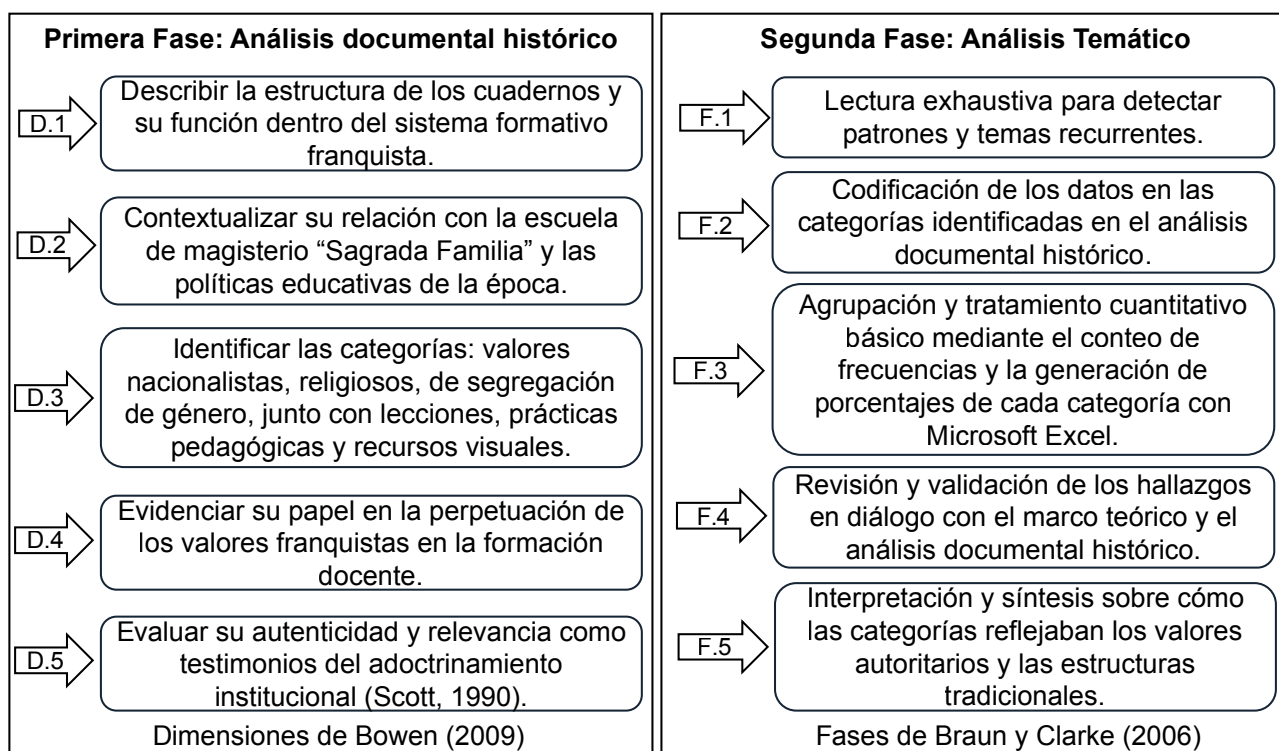 Primera Fase: Análisis documental histórico
D.1
Describir la estructura de los cuadernos y
su función dentro del sistema formativo
franquista.
D.2
Contextualizar su relación con la escuela
de magisterio “Sagrada Familia” y las
políticas educativas de la época.
D.3
Identificar las categorías: valores
nacionalistas, religiosos, de segregación
de género, junto con lecciones, prácticas
pedagógicas y recursos visuales.
D.4
Evidenciar su papel en la perpetuación de
los valores franquistas en la formación
docente.
D.5
Evaluar su autenticidad y relevancia como
testimonios del adoctrinamiento
institucional (Scott, 1990).
Dimensiones de Bowen (2009)
Segunda Fase: Análisis Temático
F.1
Lectura exhaustiva para detectar
patrones y temas recurrentes.
F.2
Codificación de los datos en las
categorías identificadas en el análisis
documental histórico.
F.3
Agrupación y tratamiento cuantitativo
básico mediante el conteo de
frecuencias y la generación de
porcentajes de cada categoría con
Microsoft Excel.
F.4
Revisión y validación de los hallazgos
en diálogo con el marco teórico y el
análisis documental histórico.
F.5
Interpretación y síntesis sobre cómo
las categorías reflejaban los valores
autoritarios y las estructuras
tradicionales.
Fases de Braun y Clarke (2006)